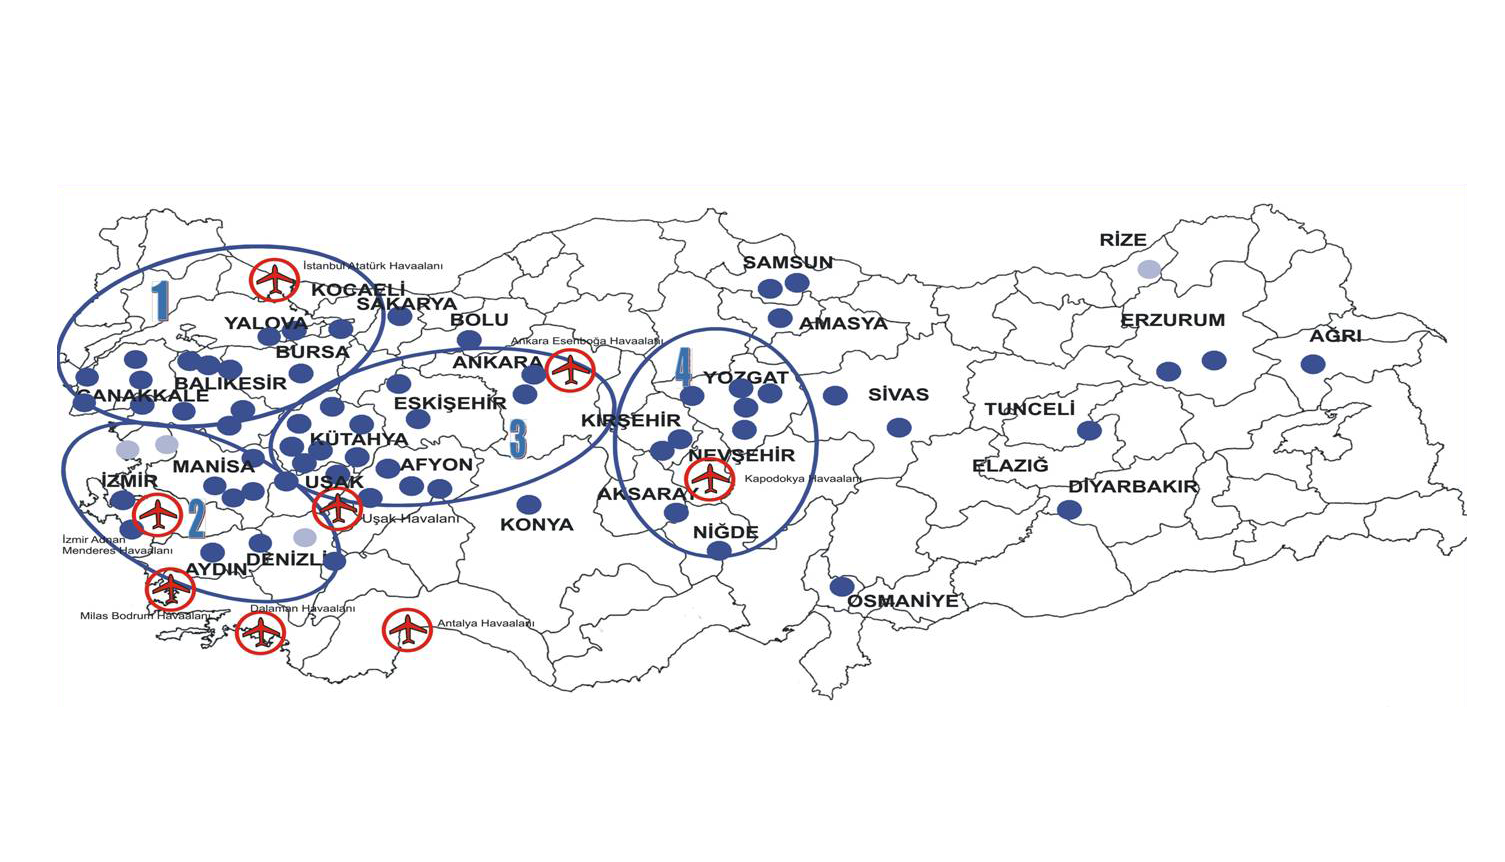 RİZE
SAMSUN
İstanbul Atatürk Havaalanı
KOCAELİ
1
SAKARYA
YALOVA
BOLU
AMASYA
ERZURUM
AĞRI
Ankara Esenboğa Havaalanı
BURSA
ANKARA
4
YOZGAT
BALIKESİR
ÇANAKKALE
SİVAS
ESKİŞEHİR
TUNCELİ
KIRŞEHİR
3
KÜTAHYA
NEVŞEHİR
MANİSA
AFYON
ELAZIĞ
İZMİR
UŞAK
Kapodokya Havaalanı
DİYARBAKIR
AKSARAY
2
Uşak Havalanı
KONYA
NİĞDE
İzmir Adnan
Menderes Havaalanı
DENİZLİ
AYDIN
OSMANİYE
Dalaman Havaalanı
Milas Bodrum Havaalanı
Antalya Havaalanı